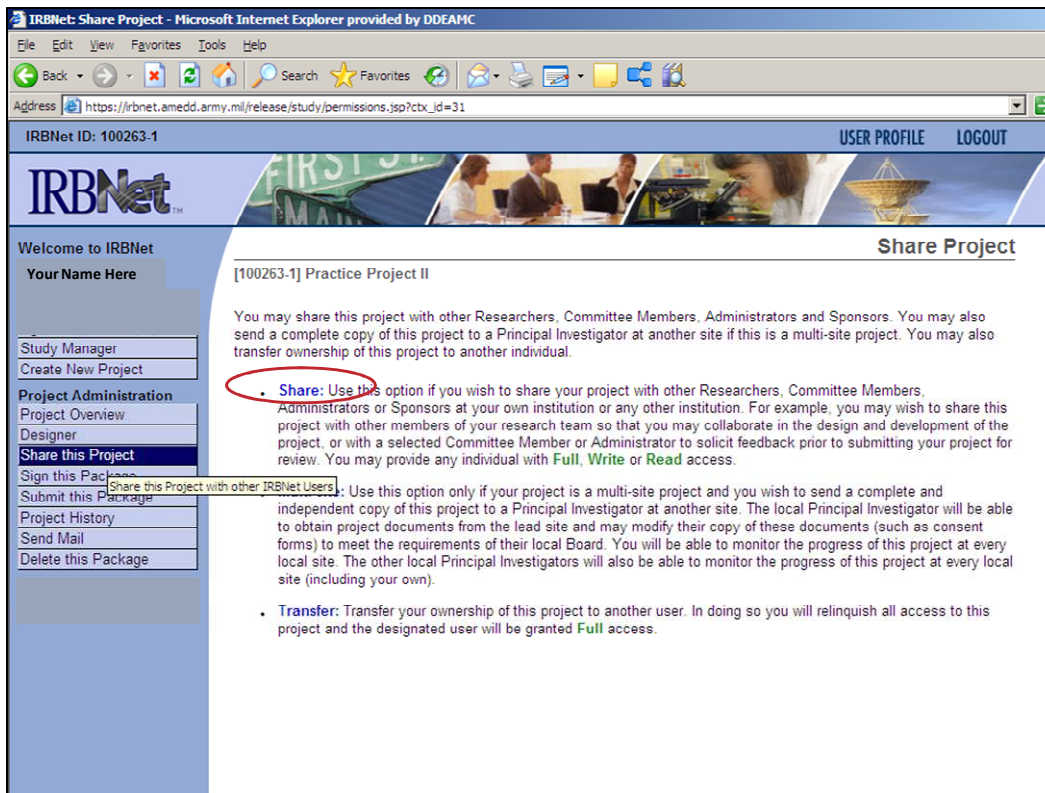 IRBNet: Share Project - Microsoft Internet Explorer provided by DDEAMC
File Edit View Favorites Tools Help
Back Search Favorites
Address https://irbnet.amedd.army.mil/release/study/permissions.jsp?ctx_id=31
IRBNet ID: 100263-1 USER PROFILE LOGOUT
FIRST ST.
MAIN
IRBNet TM
Welcome to IRBNet
Your Name Here
Study Manager
Create New Project
Project Administration
Project Overview
Designer
Share this Project
Sign this Package
Share this Project with other IRBNet Users
Submit this Package
Project History
Send Mail
Delete this Package
Share Project
[100263-1] Practice Project II
You may share this project with other Researchers, Committee Members, Administrators and Sponsors. You may also
send a complete copy of this project to a Principal Investigator at another site if this is a multi-site project. You may also
transfer ownership of this project to another individual.
• Share: Use this option if you wish to share your project with other Researchers, Committee Members,
Administrators or Sponsors at your own institution or any other institution. For example, you may wish to share this
project with other members of your research team so that you may collaborate in the design and development of the
project, or with a selected Committee Member or Administrator to solicit feedback prior to submitting your project for
review. You may provide any individual with Full, Write or Read access.
Use this option only if your project is a multi-site project and you wish to send a complete and
independent copy of this project to a Principal Investigator at another site. The local Principal Investigator will be able
to obtain project documents from the lead site and may modify their copy of these documents (such as consent
forms) to meet the requirements of their local Board. You will be able to monitor the progress of this project at every
local site. The other local Principal Investigators will also be able to monitor the progress of this project at every local
site (including your own).
• Transfer: Transfer your ownership of this project to another user. In doing so you will relinquish all access to this
project and the designated user will be granted Full access.